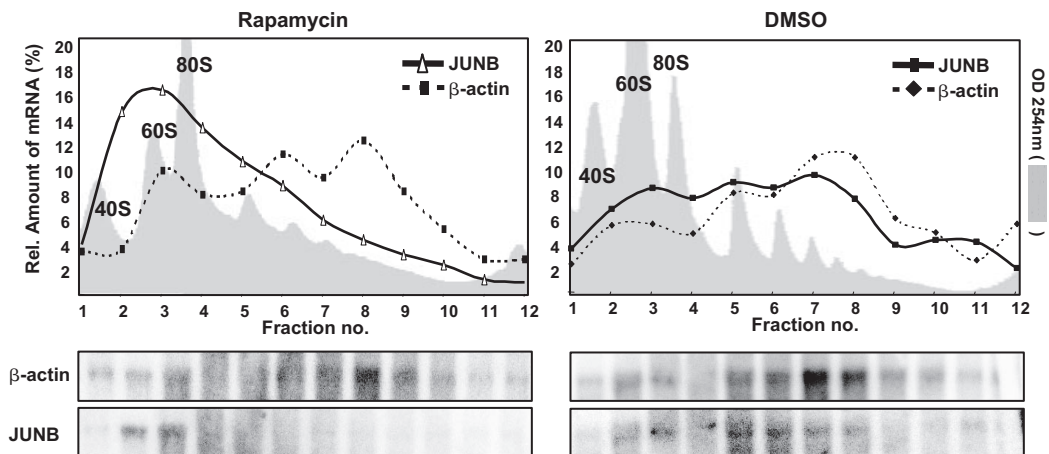 Rapamycin
DMSO
Rel. Amount of mRNA (%)
20
18
16
14
12
10
8
6
4
2
40S
60S
80S
JUNB
β-actin
1 2 3 4 5 6 7 8 9 10 11 12
Fraction no.
20
18
16
14
12
10
8
6
4
2
40S
60S
80S
JUNB
β-actin
1 2 3 4 5 6 7 8 9 10 11 12
Fraction no.
OD 254nm ( )
β-actin
JUNB